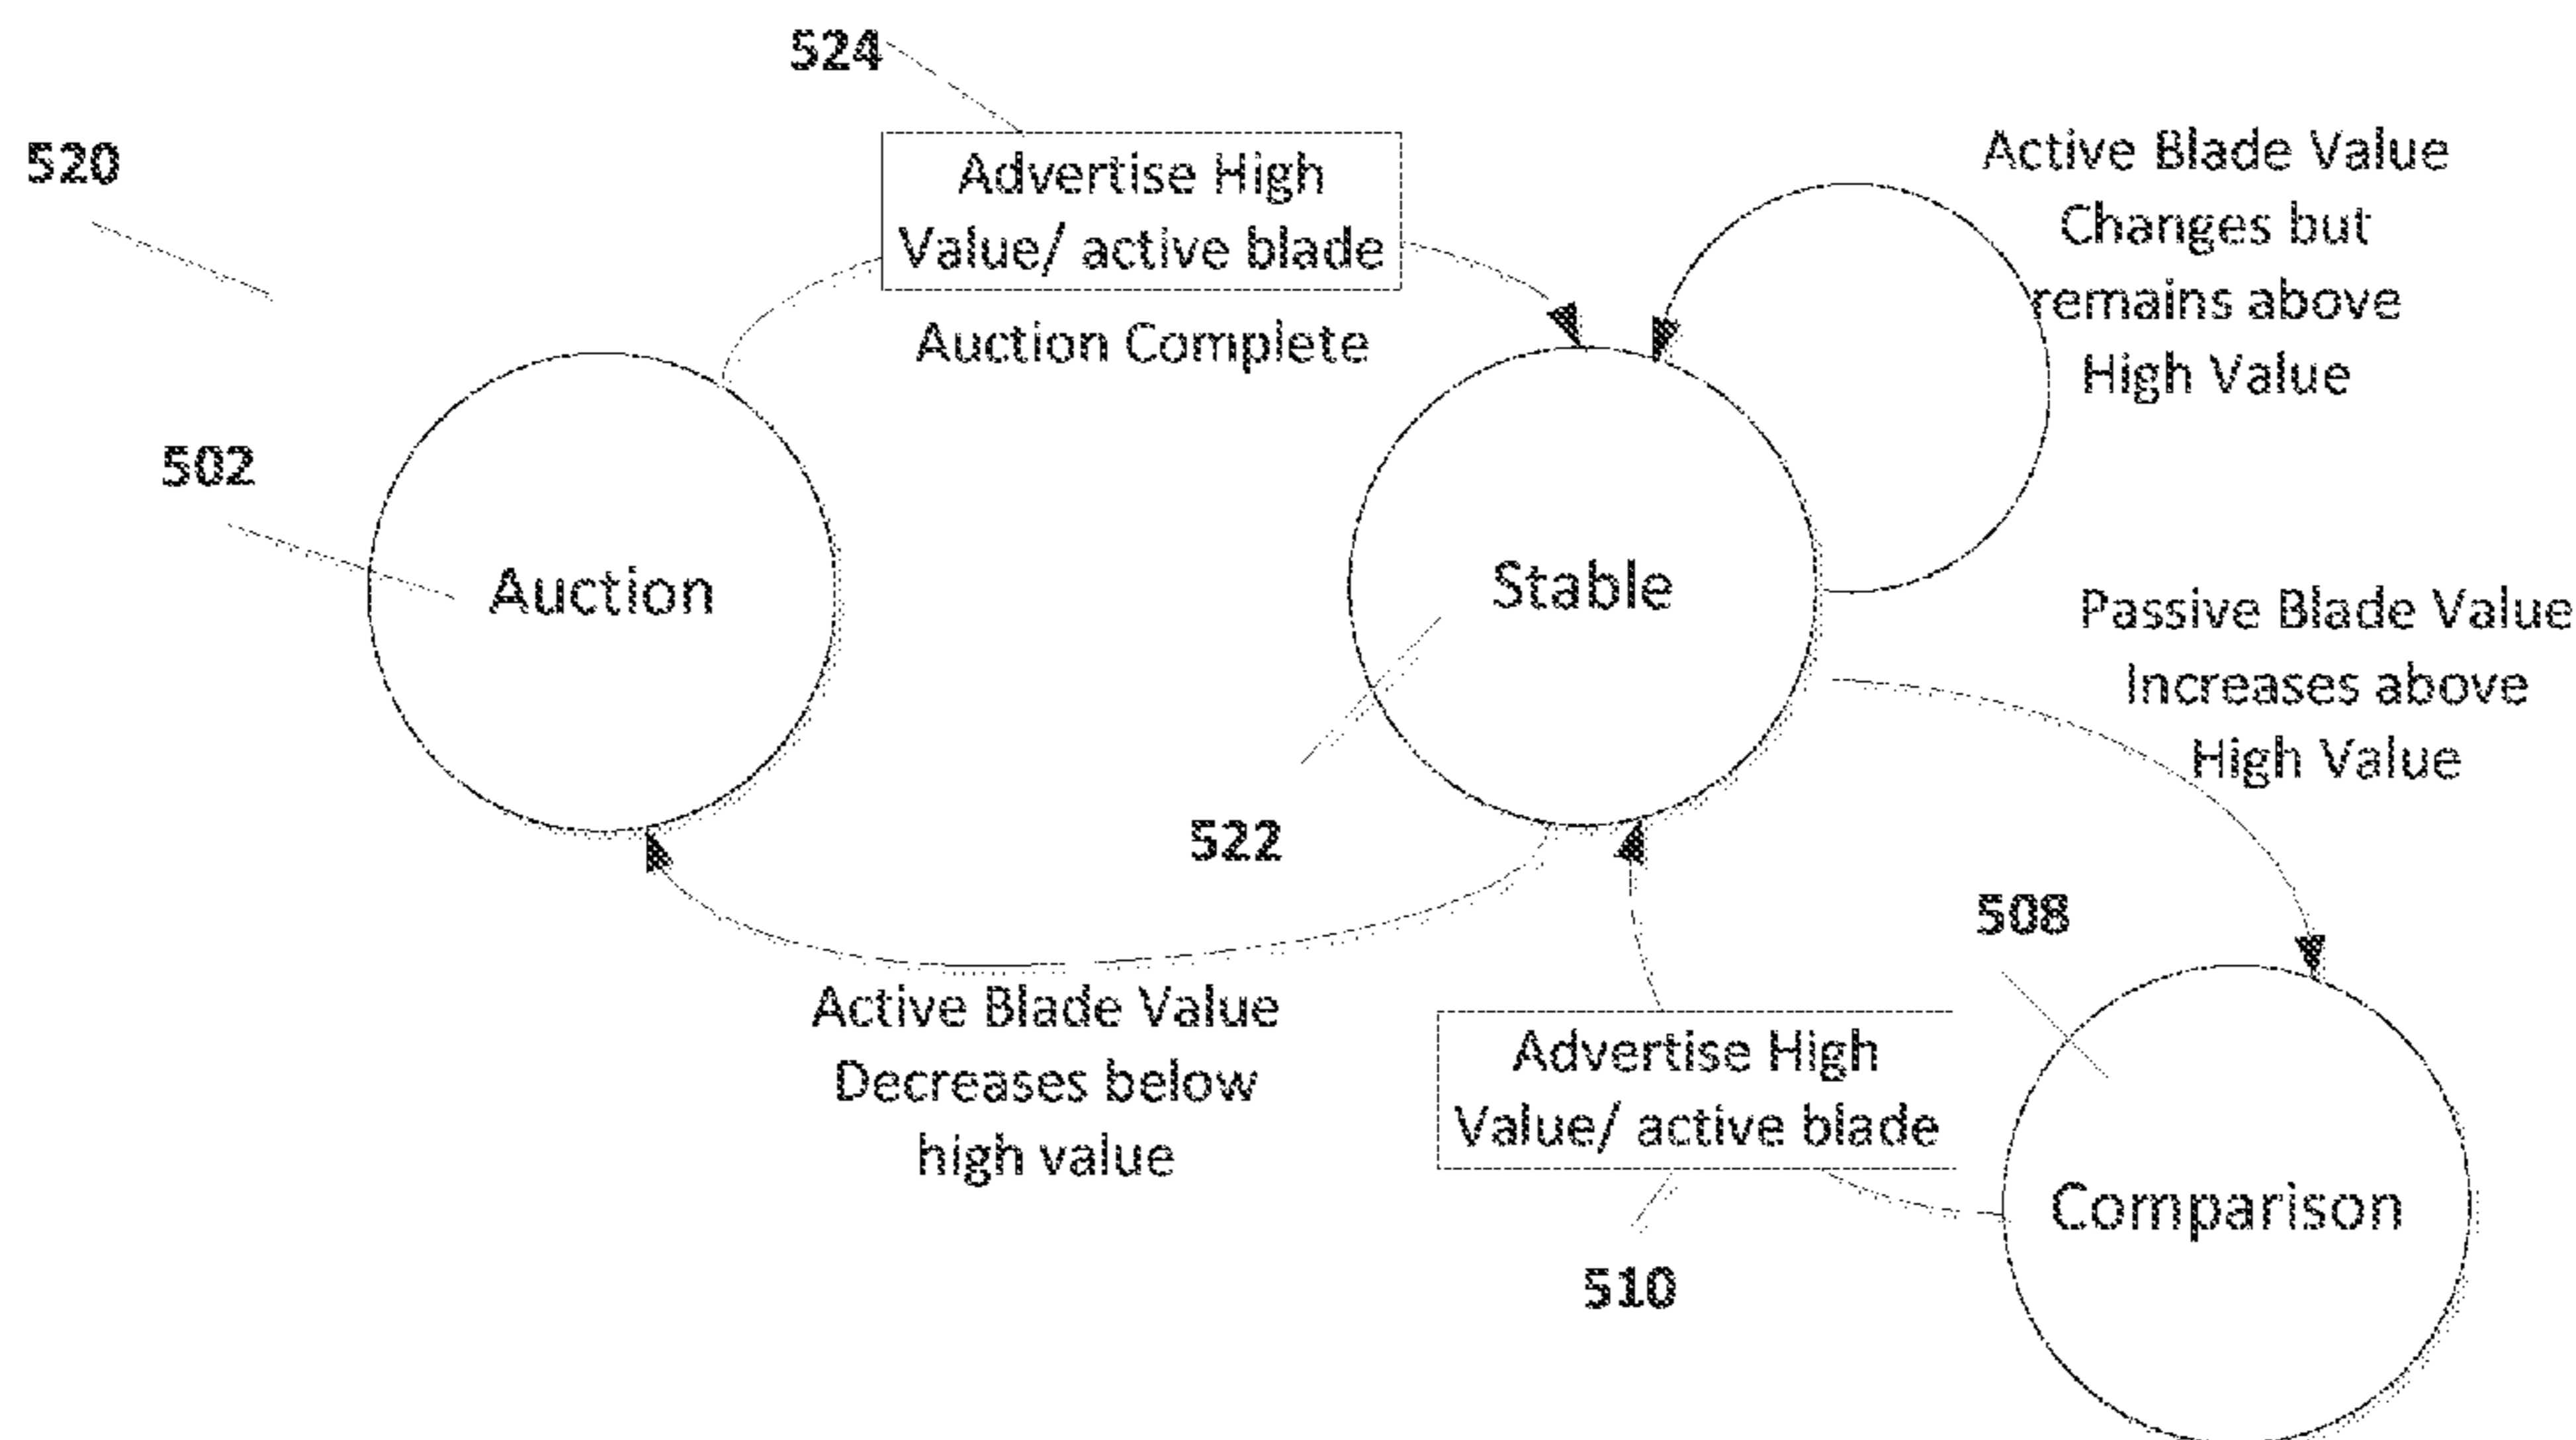 524
520
Advertise High
Value/ active blade
Auction Complete
Active Blade Value
Changes but
remains above
High Value
502
Auction
Stable
Passive Blade Value
Increases above
High Value
522
508
Active Blade Value
Decreases below
high value
Advertise High
Value/ active blade
510
Comparison